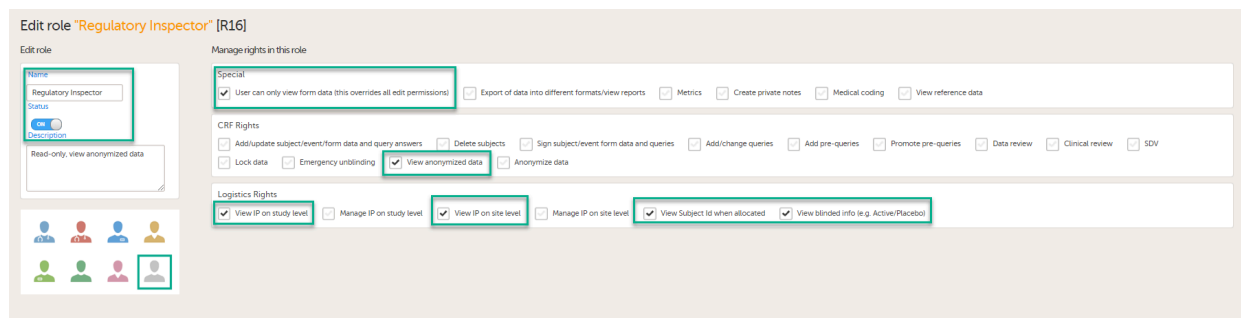 Edit role "Regulatory Inspector" [R16]
Edit role
Manage rights in this role
Name
Regulatory Inspector
Status
ON
Description
Read-only, view anonymized data
Special
User can only view form data (this overrides all edit permissions) Export of data into different formats/view reports Metrics Create private notes Medical coding View reference data
CRF Rights
Add/update subject/event/form data and query answers Delete subjects Sign subject/event form data and queries Add/change queries Add pre-queries Promote pre-queries Data review Clinical review SDV
Lock data Emergency unblinding View anonymized data Anonymize data
Logistics Rights
View IP on study level Manage IP on study level View IP on site level Manage IP on site level View Subject Id when allocated View blinded info (e.g. Active/Placebo)